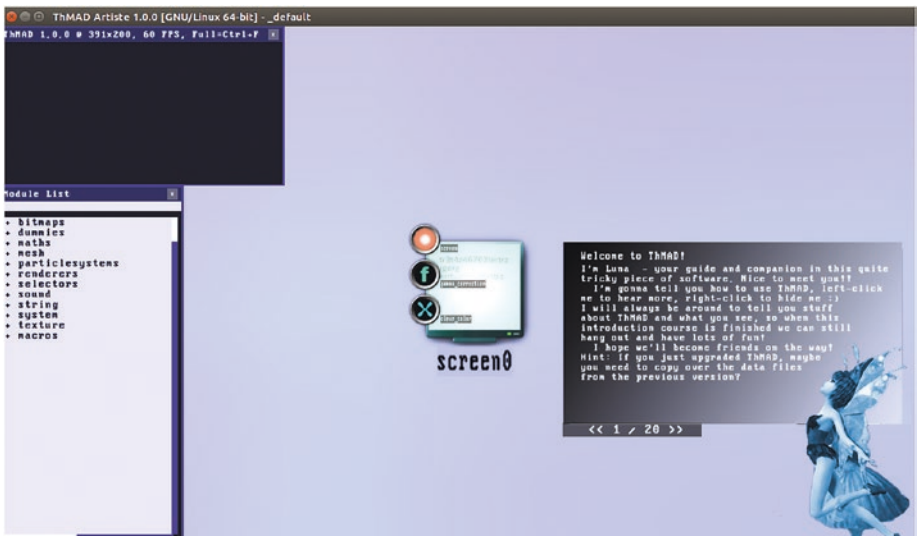 ThMAD Artiste 1.0.0 [GNU/Linux 64-bit] - _default
ThMAD 1.0.0 @ 391x200, 60 FPS, Full=Ctrl+F x
Module List x
+ bitmaps
+ dummies
+ maths
+ mesh
+ particlesystems
+ renderers
+ selectors
+ sound
+ string
+ system
+ texture
+ macros
screen
gamma_correction
clear_color
screen0
Welcome to ThMAD!
I'm Luna - your guide and companion in this quite
tricky piece of software. Nice to meet you!!
I'm gonna tell you how to use ThMAD, left-click
me to hear more, right-click to hide me :)
I will always be around to tell you stuff
about ThMAD and what you see, so when this
introduction course is finished we can still
hang out and have lots of fun!
I hope we'll become friends on the way!
Hint: If you just upgraded ThMAD, maybe
you need to copy over the data files
from the previous version?
<< 1 / 20 >>